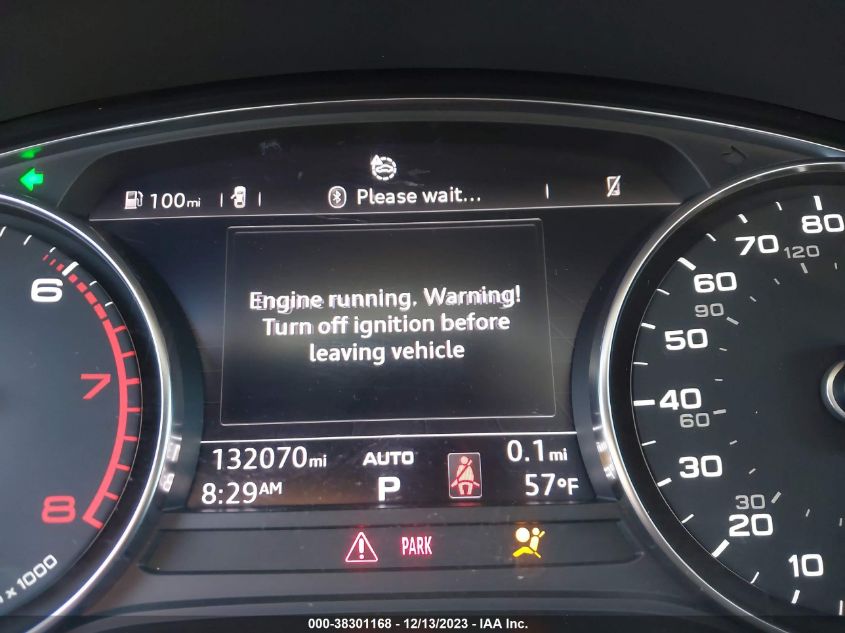 100mi
Please wait...
Engine running. Warning!
Turn off ignition before
leaving vehicle
132070mi
AUTO
0.1mi
8:29AM
P
57°F
PARK
6
7
8
x 1000
80
120
70
60
90
50
40
60
30
30
20
10
000-38301168 - 12/13/2023 - IAA Inc.